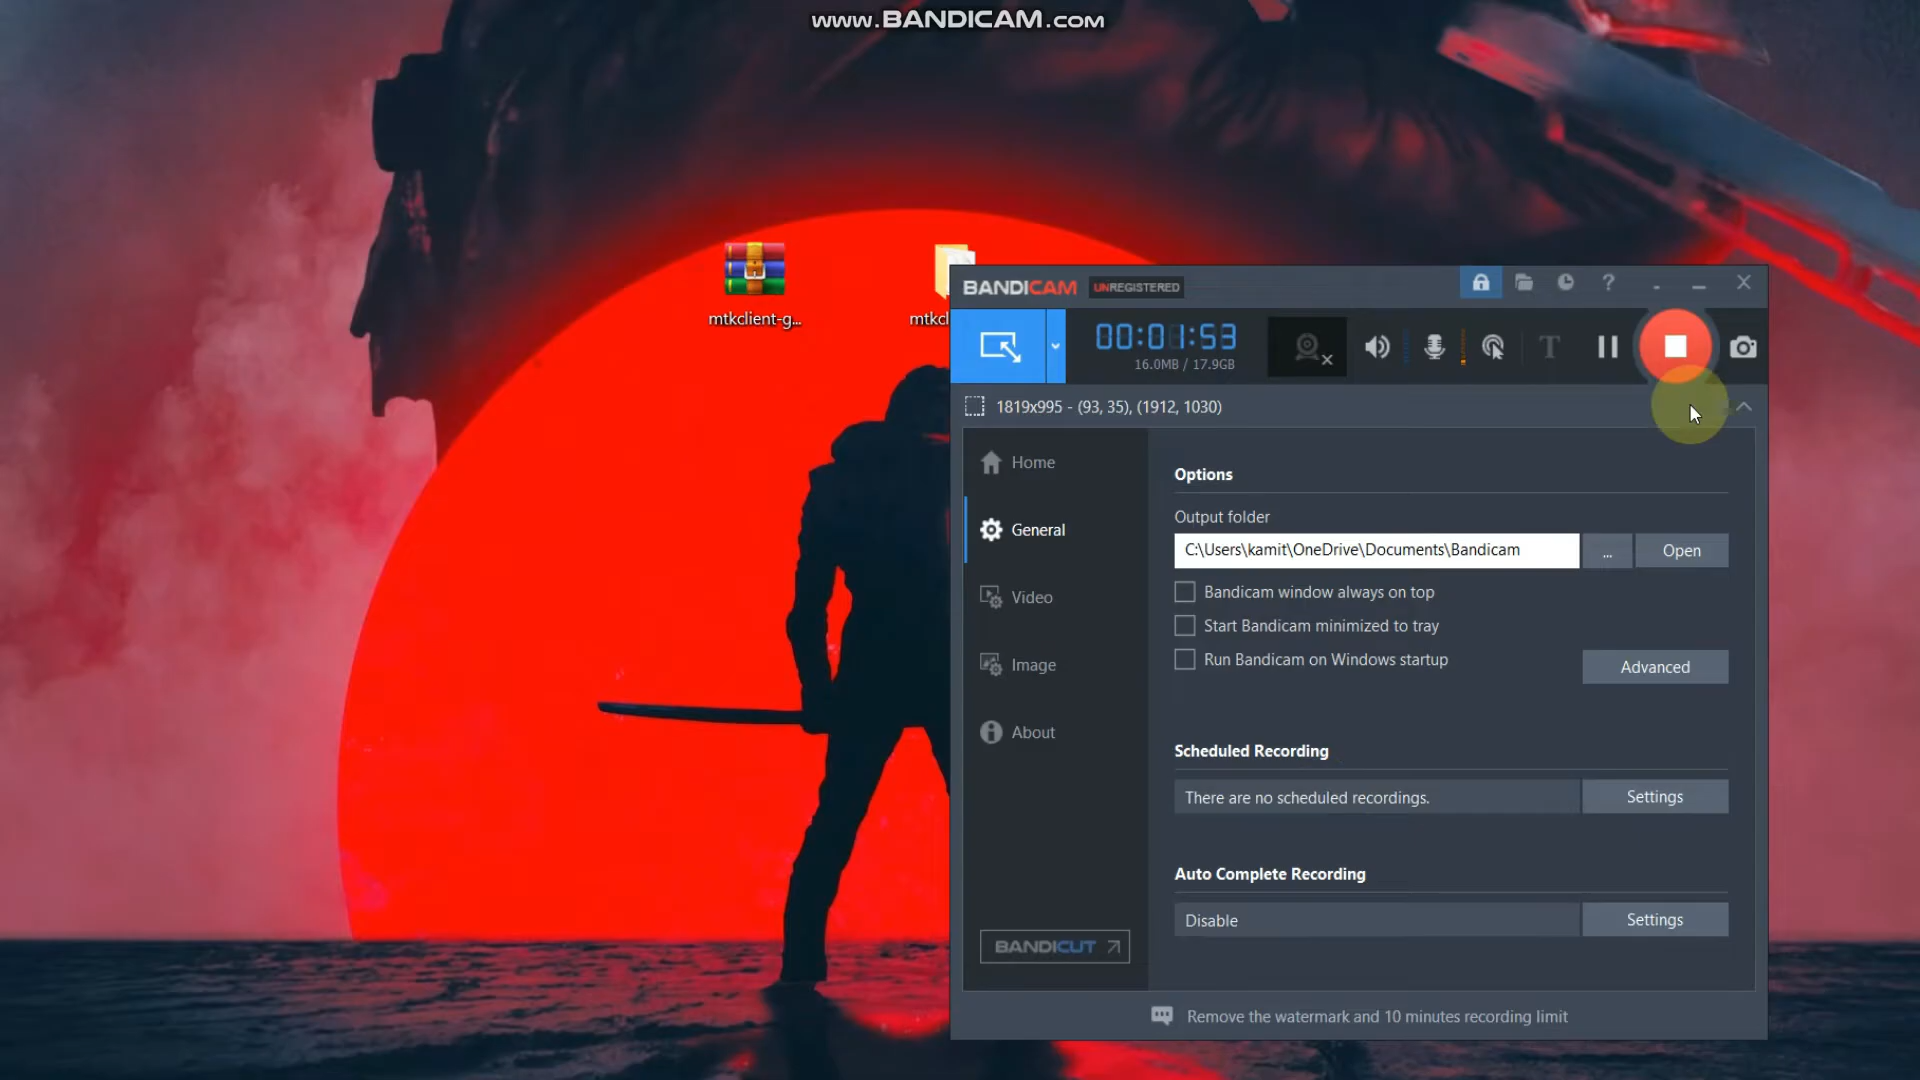 www.BANDICAM.com
mtkclient-g...
mtkcl
BANDICAM UNREGISTERED
?
00:01:53
16.0MB / 17.9GB
T
1819x995 - (93, 35), (1912, 1030)
Home
General
Video
Image
About
BANDICUT
Options
Output folder
C:\Users\kamit\OneDrive\Documents\Bandicam
...
Open
Bandicam window always on top
Start Bandicam minimized to tray
Run Bandicam on Windows startup
Advanced
Scheduled Recording
There are no scheduled recordings.
Settings
Auto Complete Recording
Disable
Settings
Remove the watermark and 10 minutes recording limit